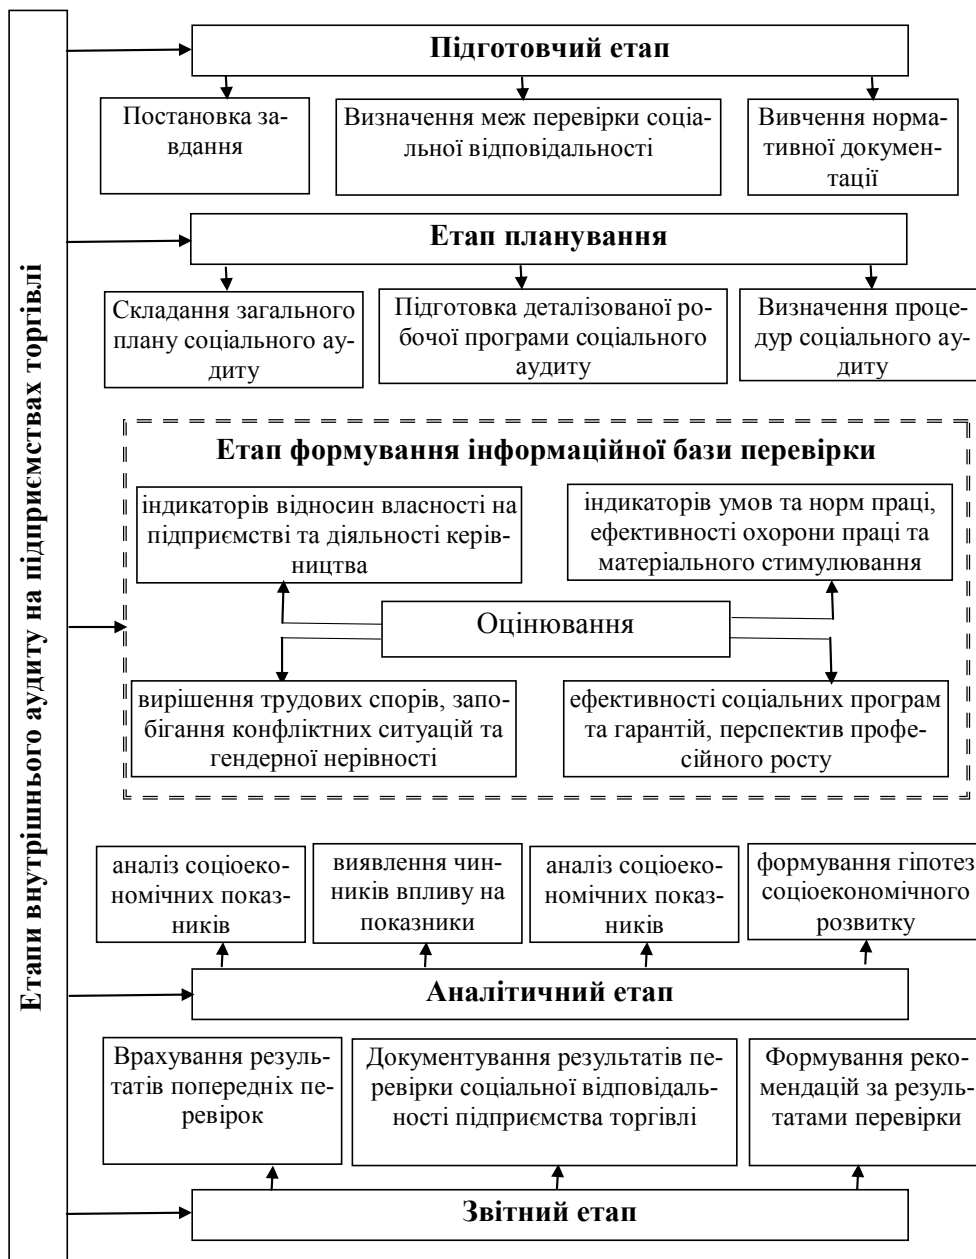 Етапи внутрішнього аудиту на підприємствах торгівлі
Підготовчий етап
Постановка за-
вдання
Визначення меж перевірки соціа-
льної відповідальності
Вивчення норма-
тивної докумен-
тації
Етап планування
Складання загального
плану соціального ау-
диту
Підготовка деталізованої ро-
бочої програми соціального
аудиту
Визначення проце-
дур соціального ау-
диту
Етап формування інформаційної бази перевірки
індикаторів відносин власності на
підприємстві та діяльності керів-
ництва
індикаторів умов та норм праці,
ефективності охорони праці та
матеріального стимулювання
Оцінювання
вирішення трудових спорів, запо-
бігання конфліктних ситуацій та
гендерної нерівності
ефективності соціальних програм
та гарантій, перспектив профе-
сійного росту
аналіз соціоеко-
номічних показ-
ників
виявлення чин-
ників впливу на
показники
аналіз соціоеко-
номічних показ-
ників
формування гіпотез
соціоекономічного
розвитку
Аналітичний етап
Врахування резуль-
татів попередніх пе-
ревірок
Документування результатів пе-
ревірки соціальної відповідаль-
ності підприємства торгівлі
Формування реко-
мендацій за резуль-
татами перевірки
Звітний етап